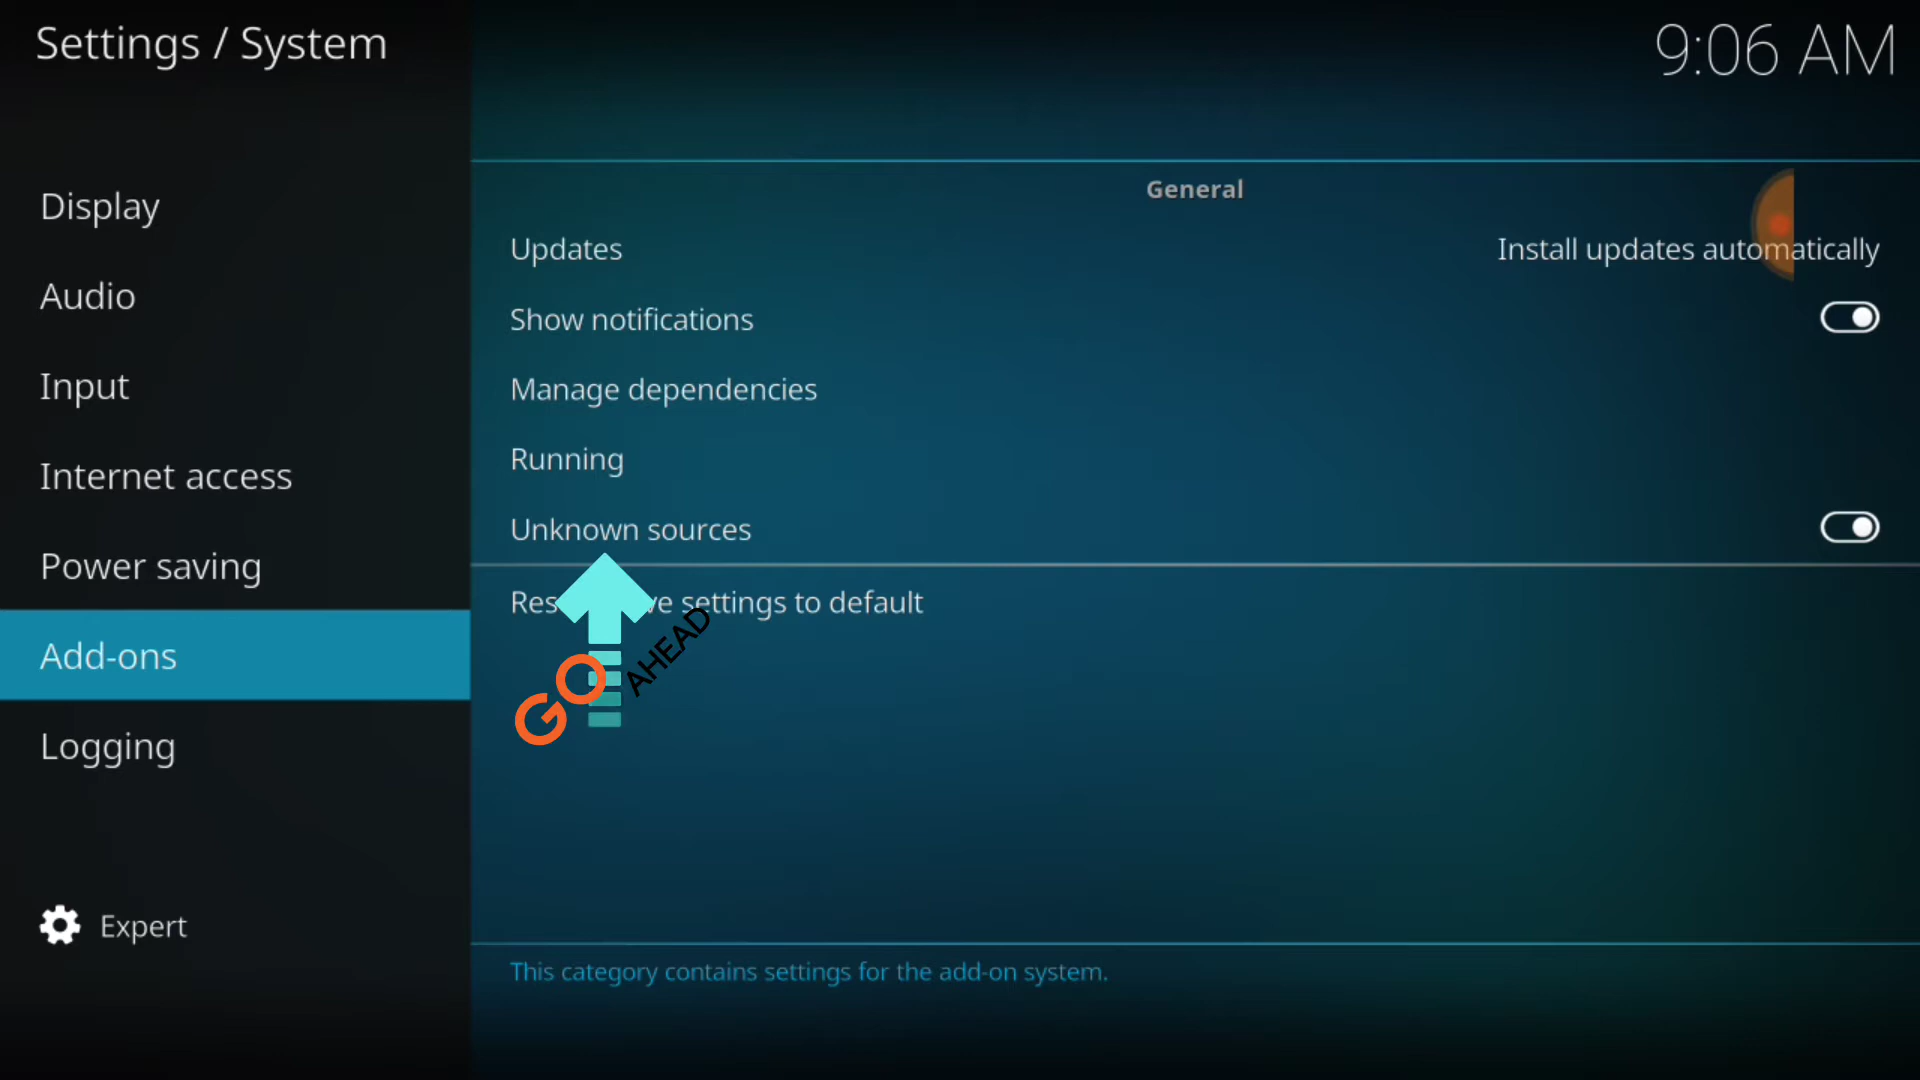 Settings / System
9:06 AM
Display
Audio
Input
Internet access
Power saving
Add-ons
Logging
Expert
General
Updates
Install updates automatically
Show notifications
Manage dependencies
Running
Unknown sources
settings to default
GO AHEAD
This category contains settings for the add-on system.